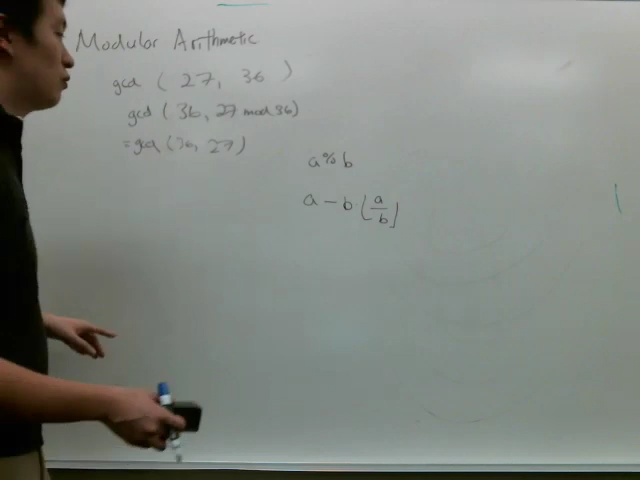 Modular Arithmetic
gcd ( 27, 36 )
gcd ( 36, 27 mod 36)
= gcd (36, 27)
a % b
a - b ⌊a/b⌋